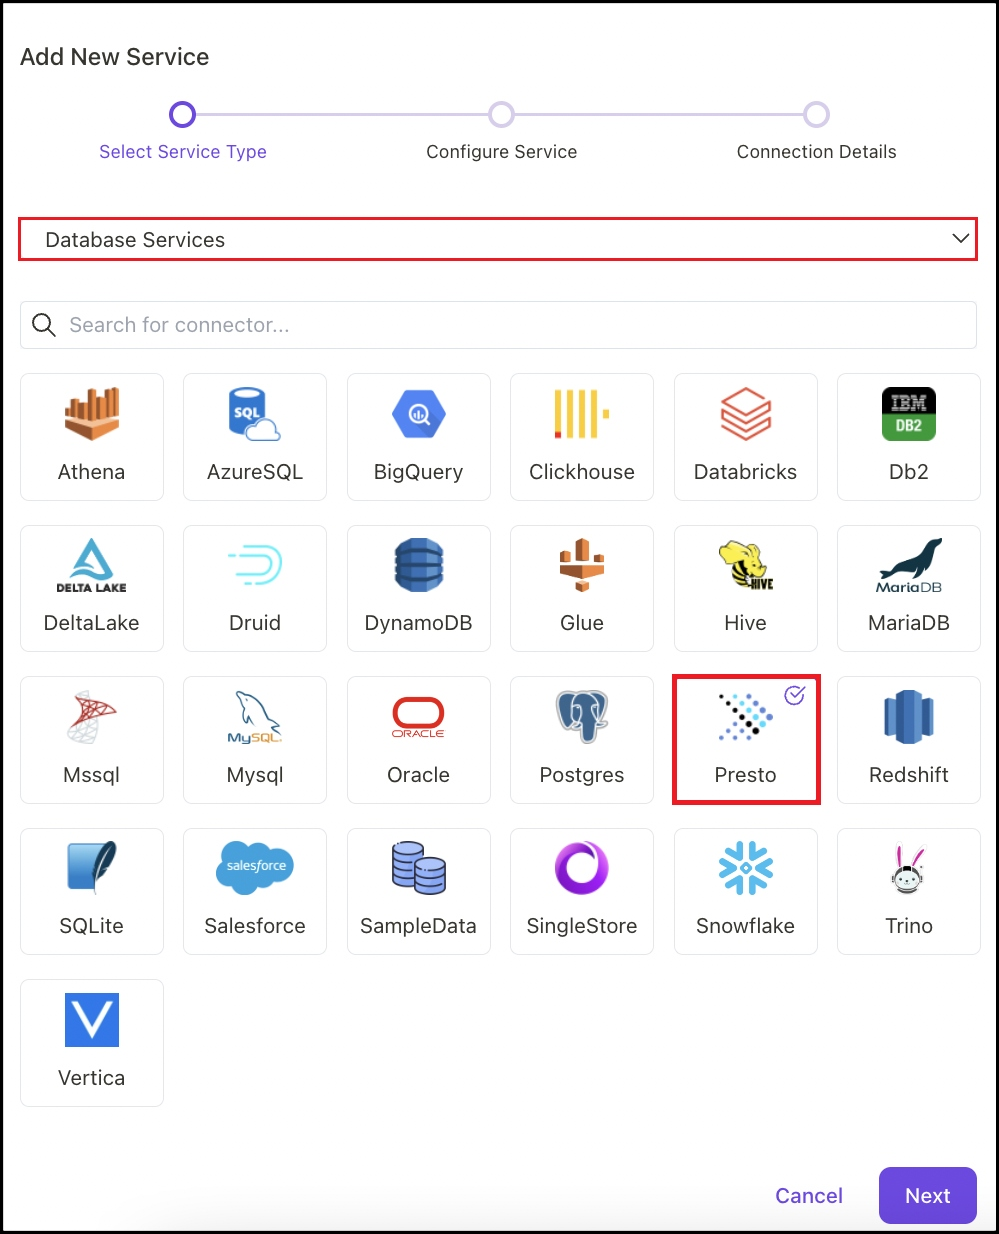 Add New Service
Select Service Type
Configure Service
Connection Details
Database Services
Search for connector...
SQL
IBM
DB2
Athena
AzureSQL
BigQuery
Clickhouse
Databricks
Db2
DELTA LAKE
HIVE
MariaDB
DeltaLake
Druid
DynamoDB
Glue
Hive
MariaDB
MySQL
ORACLE
Mssql
Mysql
Oracle
Postgres
Presto
Redshift
salesforce
SQLite
Salesforce
SampleData
SingleStore
Snowflake
Trino
Vertica
Cancel
Next